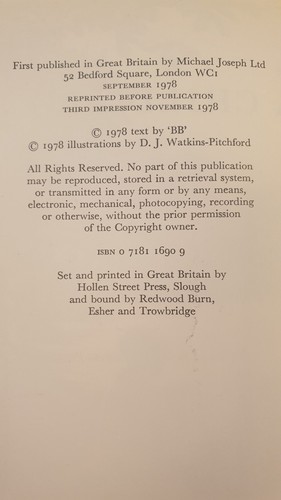 First published in Great Britain by Michael Joseph Ltd
52 Bedford Square, London WC1
SEPTEMBER 1978
REPRINTED BEFORE PUBLICATION
THIRD IMPRESSION NOVEMBER 1978
© 1978 text by 'BB'
© 1978 illustrations by D. J. Watkins-Pitchford
All Rights Reserved. No part of this publication
may be reproduced, stored in a retrieval system,
or transmitted in any form or by any means,
electronic, mechanical, photocopying, recording
or otherwise, without the prior permission
of the Copyright owner.
ISBN 0 7181 1690 9
Set and printed in Great Britain by
Hollen Street Press, Slough
and bound by Redwood Burn,
Esher and Trowbridge